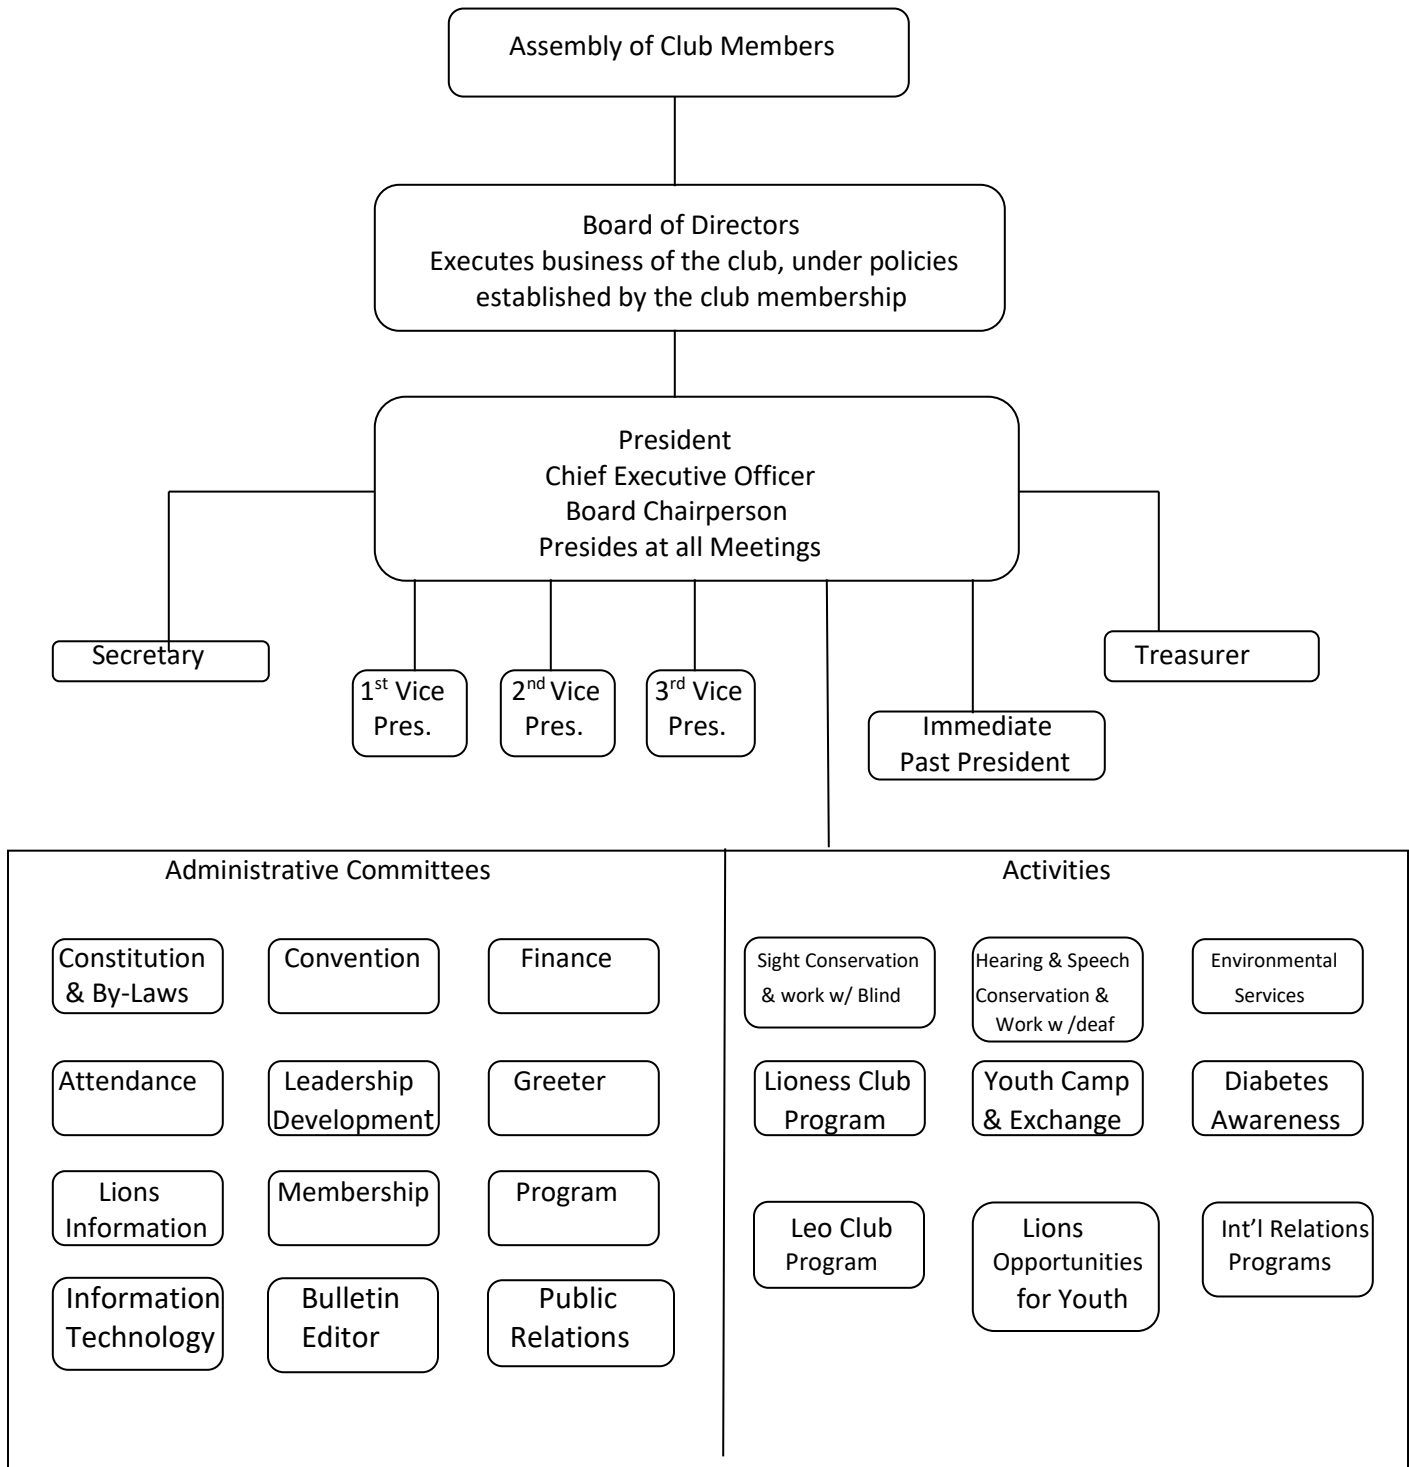 Assembly of Club Members
Board of Directors
Executes business of the club, under policies
established by the club membership
President
Chief Executive Officer
Board Chairperson
Presides at all Meetings
Secretary
Treasurer
1st Vice
Pres.
2nd Vice
Pres.
3rd Vice
Pres.
Immediate
Past President
Administrative Committees
Constitution
& By-Laws
Convention
Finance
Attendance
Leadership
Development
Greeter
Lions
Information
Membership
Program
Information
Technology
Bulletin
Editor
Public
Relations
Activities
Sight Conservation
& work w/ Blind
Hearing & Speech
Conservation &
Work w /deaf
Environmental
Services
Lioness Club
Program
Youth Camp
& Exchange
Diabetes
Awareness
Leo Club
Program
Lions
Opportunities
for Youth
Int’l Relations
Programs